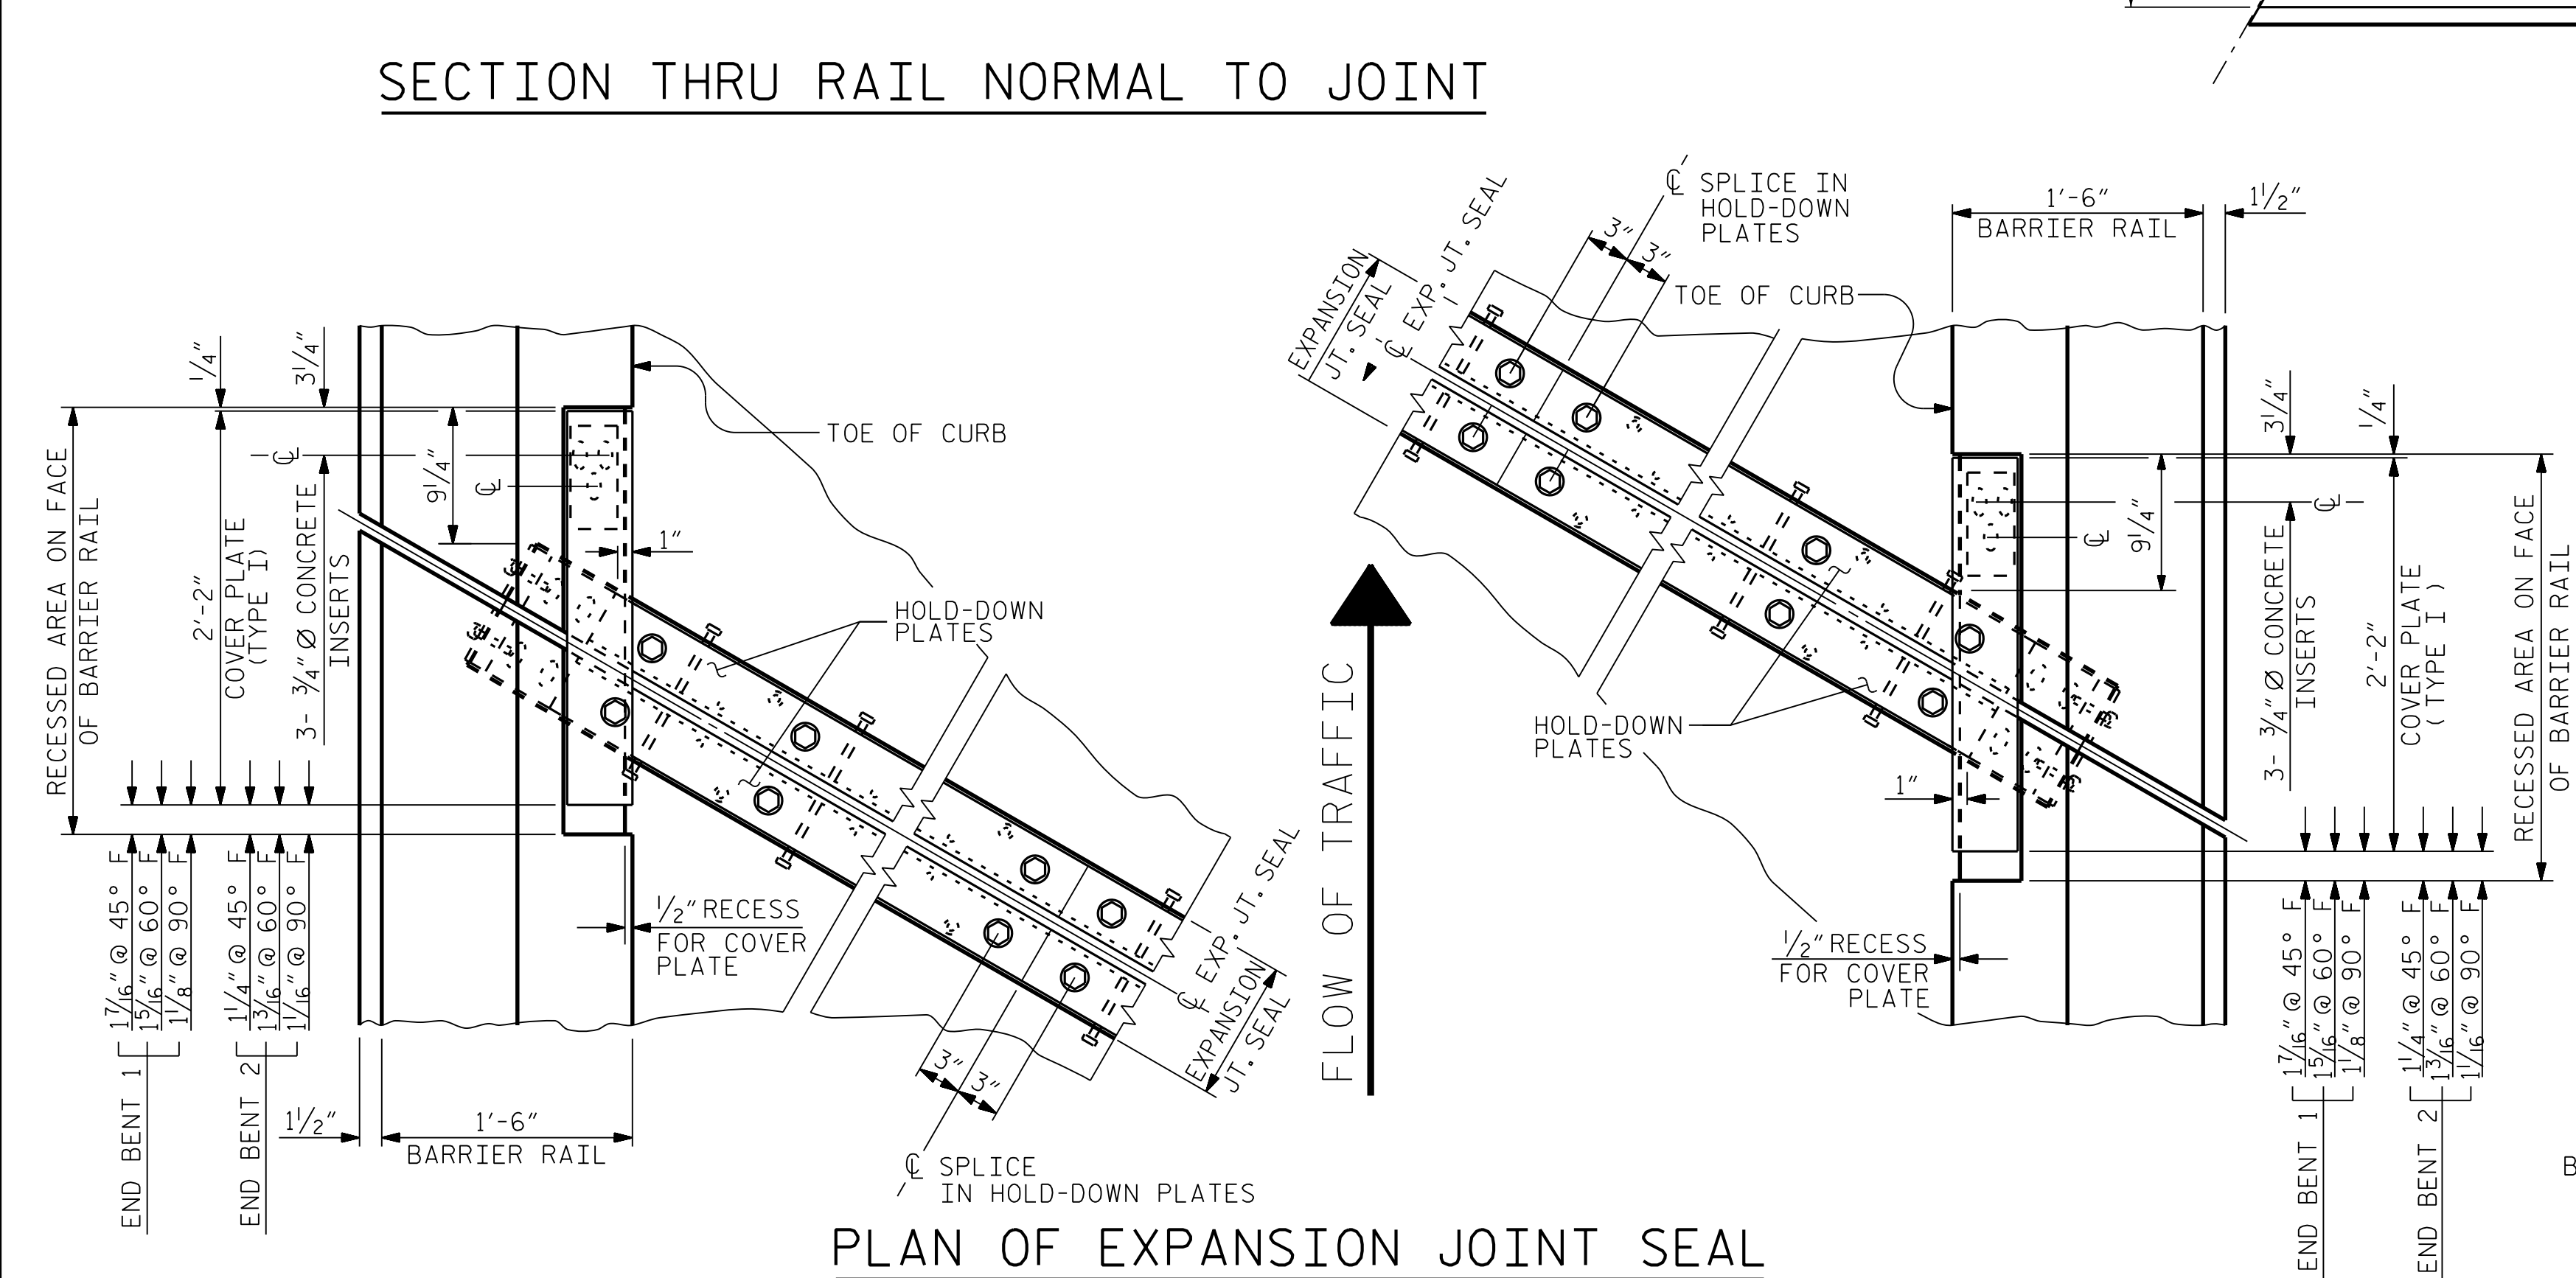 SECTION THRU RAIL NORMAL TO JOINT
RECESSED AREA ON FACE
OF BARRIER RAIL
1/4"
2'-2"
COVER PLATE
(TYPE I)
3 1/4"
℄
3- 3/4" Ø CONCRETE
INSERTS
9 1/4"
℄
1"
TOE OF CURB
HOLD-DOWN
PLATES
1/2" RECESS
FOR COVER
PLATE
1 7/16" @ 45° F
1 5/16" @ 60° F
1 1/8" @ 90° F
END BENT 1
1 1/4" @ 45° F
1 3/16" @ 60° F
1 1/16" @ 90° F
END BENT 2
1 1/2"
1'-6"
BARRIER RAIL
3"
3"
℄ SPLICE
IN HOLD-DOWN PLATES
℄ EXP. JT. SEAL
EXPANSION
JT. SEAL
FLOW OF TRAFFIC
EXPANSION
JT. SEAL
℄ EXP. JT. SEAL
3"
3"
℄ SPLICE IN
HOLD-DOWN
PLATES
TOE OF CURB
1'-6"
BARRIER RAIL
1 1/2"
HOLD-DOWN
PLATES
1"
1/2" RECESS
FOR COVER
PLATE
9 1/4"
℄
3 1/4"
℄
3- 3/4" Ø CONCRETE
INSERTS
1/4"
2'-2"
COVER PLATE
(TYPE I )
RECESSED AREA ON FACE
OF BARRIER RAIL
1 7/16" @ 45° F
1 5/16" @ 60° F
1 1/8" @ 90° F
END BENT 1
1 1/4" @ 45° F
1 3/16" @ 60° F
1 1/16" @ 90° F
END BENT 2
B
PLAN OF EXPANSION JOINT SEAL